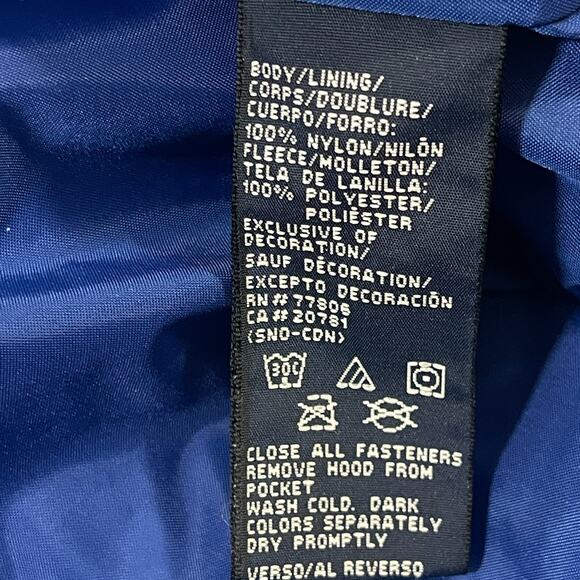 BODY/LINING/
CORPS/DOUBLURE/
CUERPO/FORRO:
100% NYLON/NILÓN
FLEECE/MOLLETON/
TELA DE LANILLA:
100% POLYESTER/
POLIÉSTER
EXCLUSIVE OF
DECORATION/
SAUF DÉCORATION/
EXCEPTO DECORACIÓN
RN# 77806
CA# 20781
(SNO-CDN)
30C
CLOSE ALL FASTENERS
REMOVE HOOD FROM
POCKET
WASH COLD. DARK
COLORS SEPARATELY
DRY PROMPTLY
VERSO/AL REVERSO